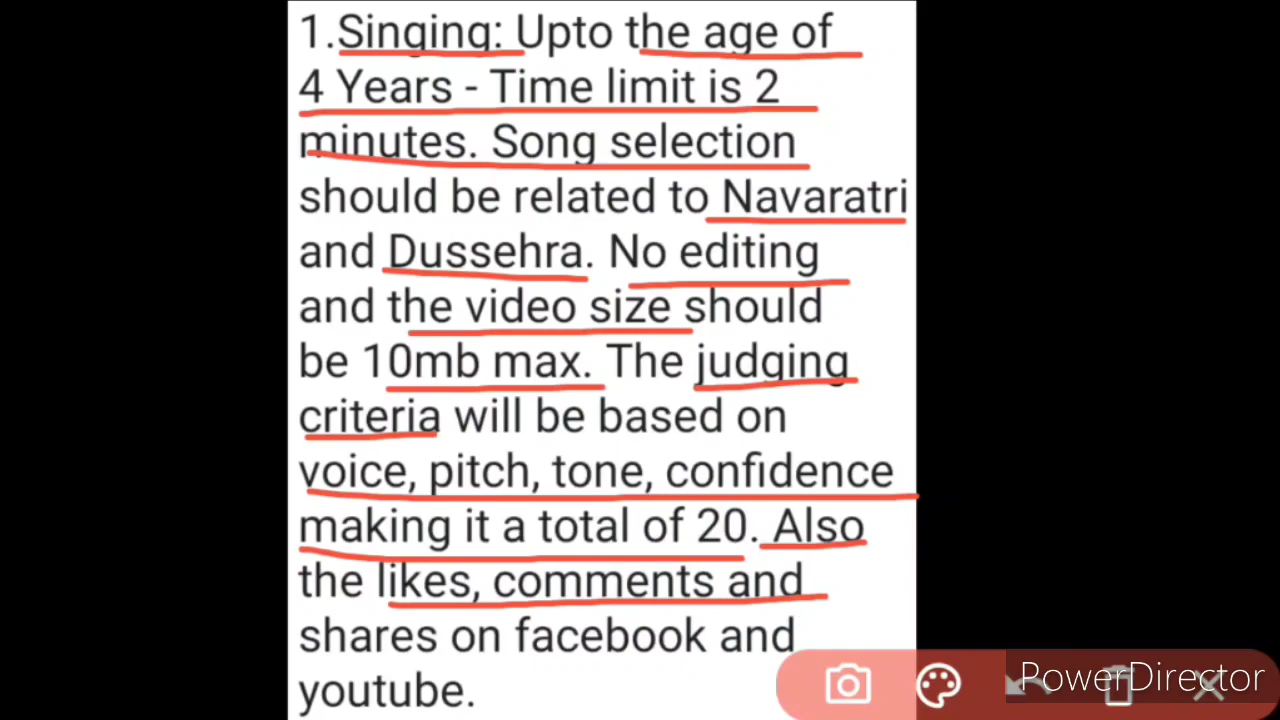 1.Singing: Upto the age of
4 Years - Time limit is 2
minutes. Song selection
should be related to Navaratri
and Dussehra. No editing
and the video size should
be 10mb max. The judging
criteria will be based on
voice, pitch, tone, confidence
making it a total of 20. Also
the likes, comments and
shares on facebook and
youtube.
PowerDirector